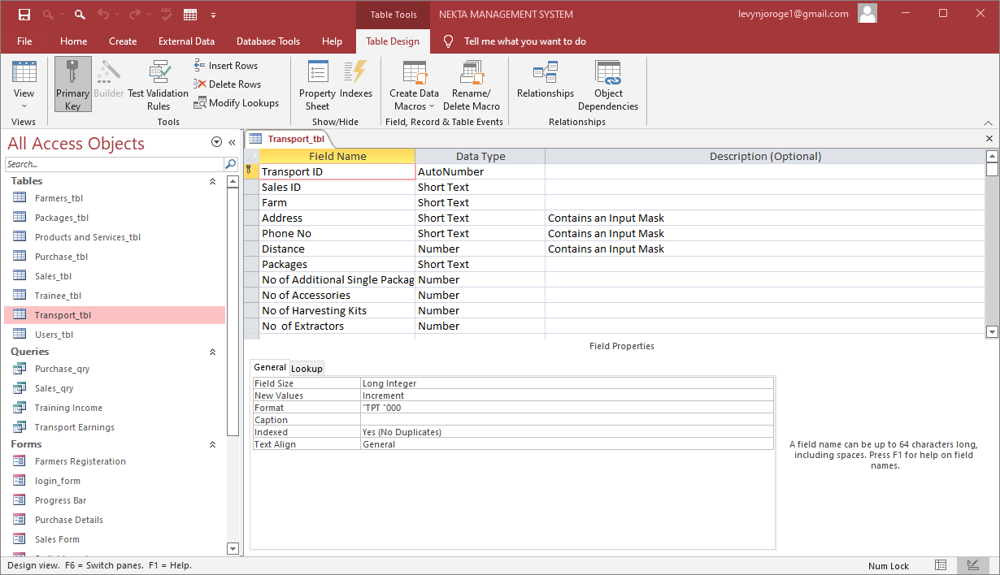 Table Tools
NEKTA MANAGEMENT SYSTEM
levynjoroge1@gmail.com
File
Home
Create
External Data
Database Tools
Help
Table Design
Tell me what you want to do
View
Primary
Key
Builder
Test Validation
Rules
Insert Rows
Delete Rows
Modify Lookups
Property
Sheet
Indexes
Create Data
Macros
Rename/
Delete Macro
Relationships
Object
Dependencies
Views
Tools
Show/Hide
Field, Record & Table Events
Relationships
All Access Objects
Search...
Tables
Farmers_tbl
Packages_tbl
Products and Services_tbl
Purchase_tbl
Sales_tbl
Trainee_tbl
Transport_tbl
Users_tbl
Queries
Purchase_qry
Sales_qry
Training Income
Transport Earnings
Forms
Farmers Registeration
login_form
Progress Bar
Purchase Details
Sales Form
Transport_tbl
Field Name Data Type Description (Optional)
Transport ID AutoNumber
Sales ID Short Text
Farm Short Text
Address Short Text Contains an Input Mask
Phone No Short Text Contains an Input Mask
Distance Number Contains an Input Mask
Packages Short Text
No of Additional Single Packag Number
No of Accessories Number
No of Harvesting Kits Number
No of Extractors Number
Field Properties
General Lookup
Field Size Long Integer
New Values Increment
Format "TPT "000
Caption
Indexed Yes (No Duplicates)
Text Align General
A field name can be up to 64 characters long,
including spaces. Press F1 for help on field
names.
Design view. F6 = Switch panes. F1 = Help.
Num Lock